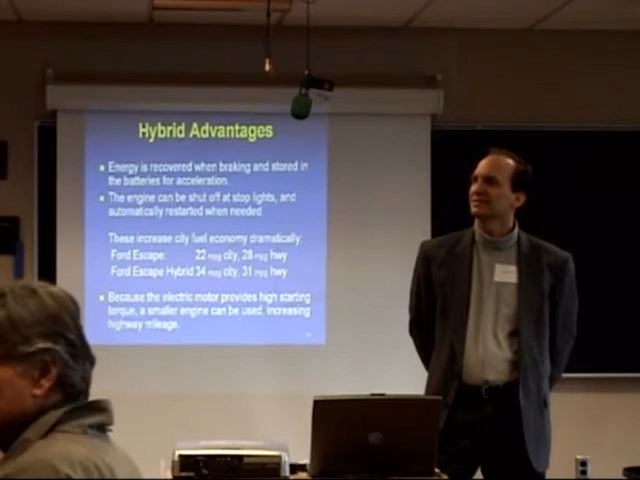 Hybrid Advantages
Energy is recovered when braking and stored in
the batteries for acceleration.
The engine can be shut off at stop lights, and
automatically restarted when needed
These increase city fuel economy dramatically:
Ford Escape: 22 mpg city, 28 mpg hwy
Ford Escape Hybrid 34 mpg city, 31 mpg hwy
Because the electric motor provides high starting
torque, a smaller engine can be used, increasing
highway mileage.